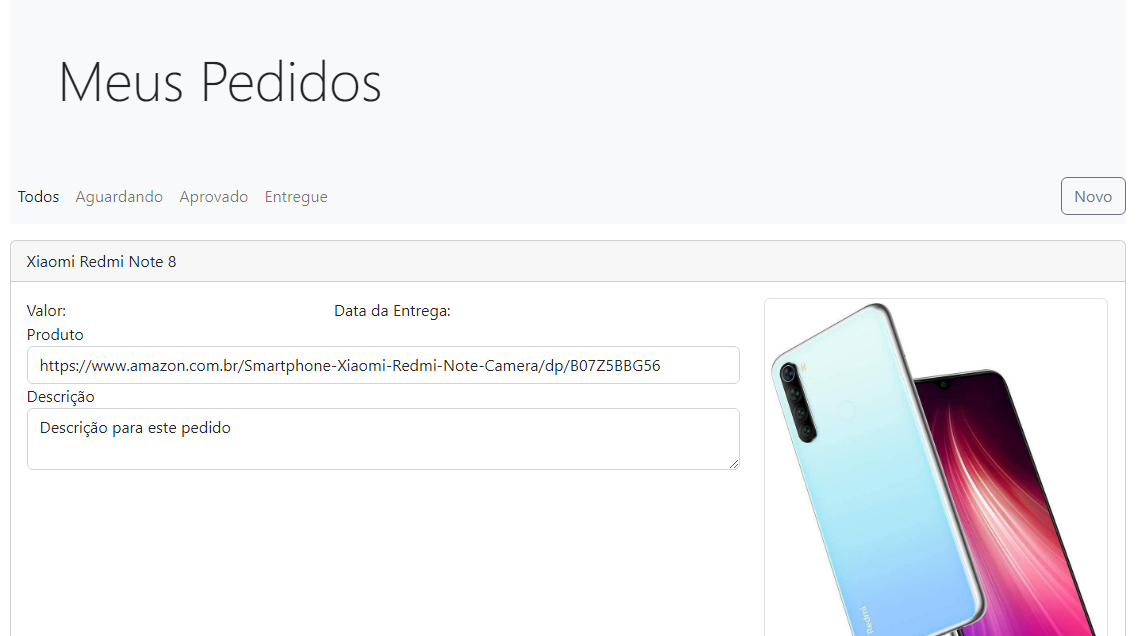 Meus Pedidos
Todos Aguardando Aprovado Entregue Novo
Xiaomi Redmi Note 8
Valor: Data da Entrega:
Produto
https://www.amazon.com.br/Smartphone-Xiaomi-Redmi-Note-Camera/dp/B07Z5BBG56
Descrição
Descrição para este pedido
Redmi